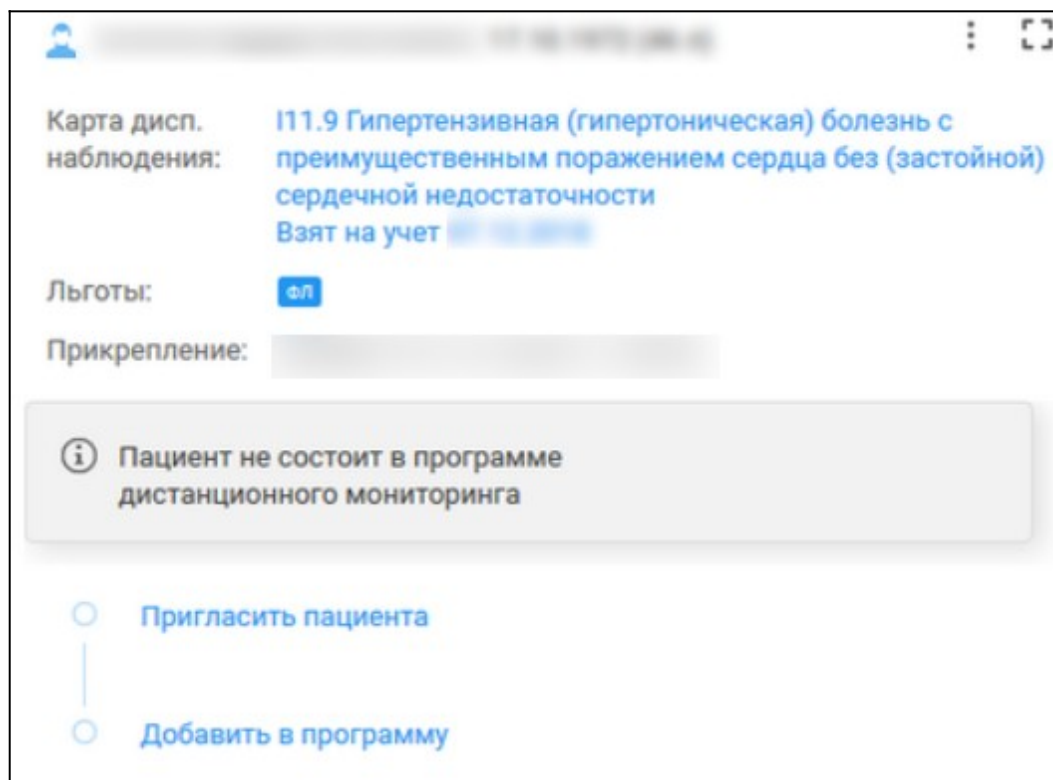 Карта дисп.
наблюдения:
I11.9 Гипертензивная (гипертоническая) болезнь с
преимущественным поражением сердца без (застойной)
сердечной недостаточности
Взят на учет
Льготы:
ФЛ
Прикрепление:
Пациент не состоит в программе
дистанционного мониторинга
Пригласить пациента
Добавить в программу